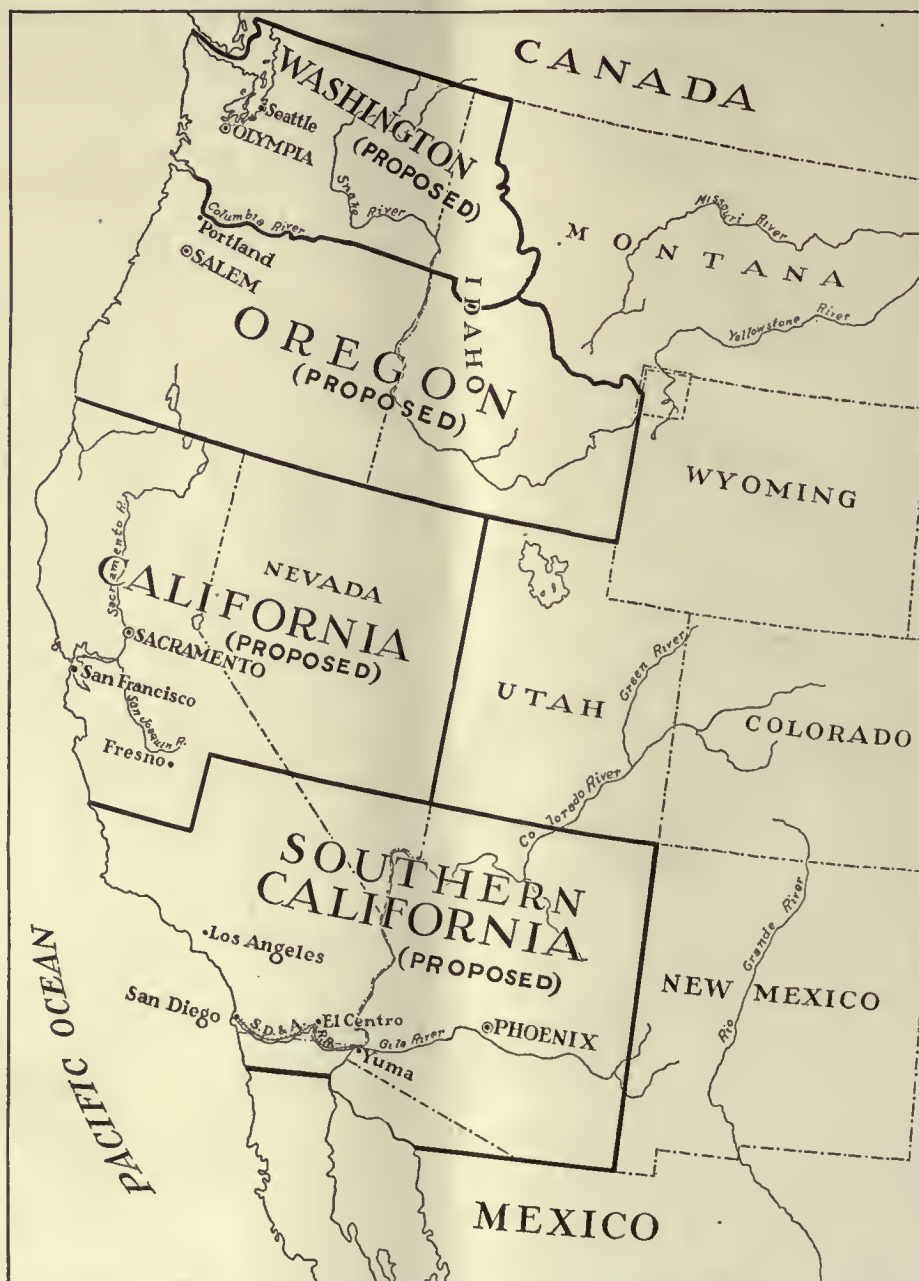 CANADA
WASHINGTON
(PROPOSED)
Seattle
OLYMPIA
Snake River
Columbia River
Portland
SALEM
MONTANA
Missouri River
Yellowstone River
IDAHO
OREGON
(PROPOSED)
WYOMING
Sacramento R.
NEVADA
CALIFORNIA
(PROPOSED)
SACRAMENTO
San Francisco
San Joaquin R.
Fresno
UTAH
Green River
COLORADO
Colorado River
SOUTHERN
CALIFORNIA
(PROPOSED)
Los Angeles
San Diego
S.D.& A. R.R.
El Centro
Yuma
Gila River
PHOENIX
NEW MEXICO
Rio Grande River
PACIFIC OCEAN
MEXICO